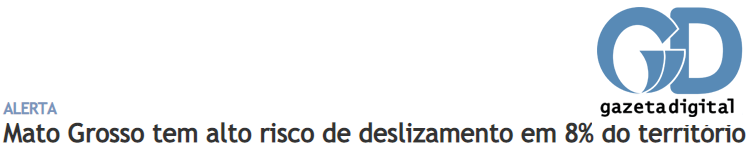 gazetadigital
ALERTA
Mato Grosso tem alto risco de deslizamento em 8% do território